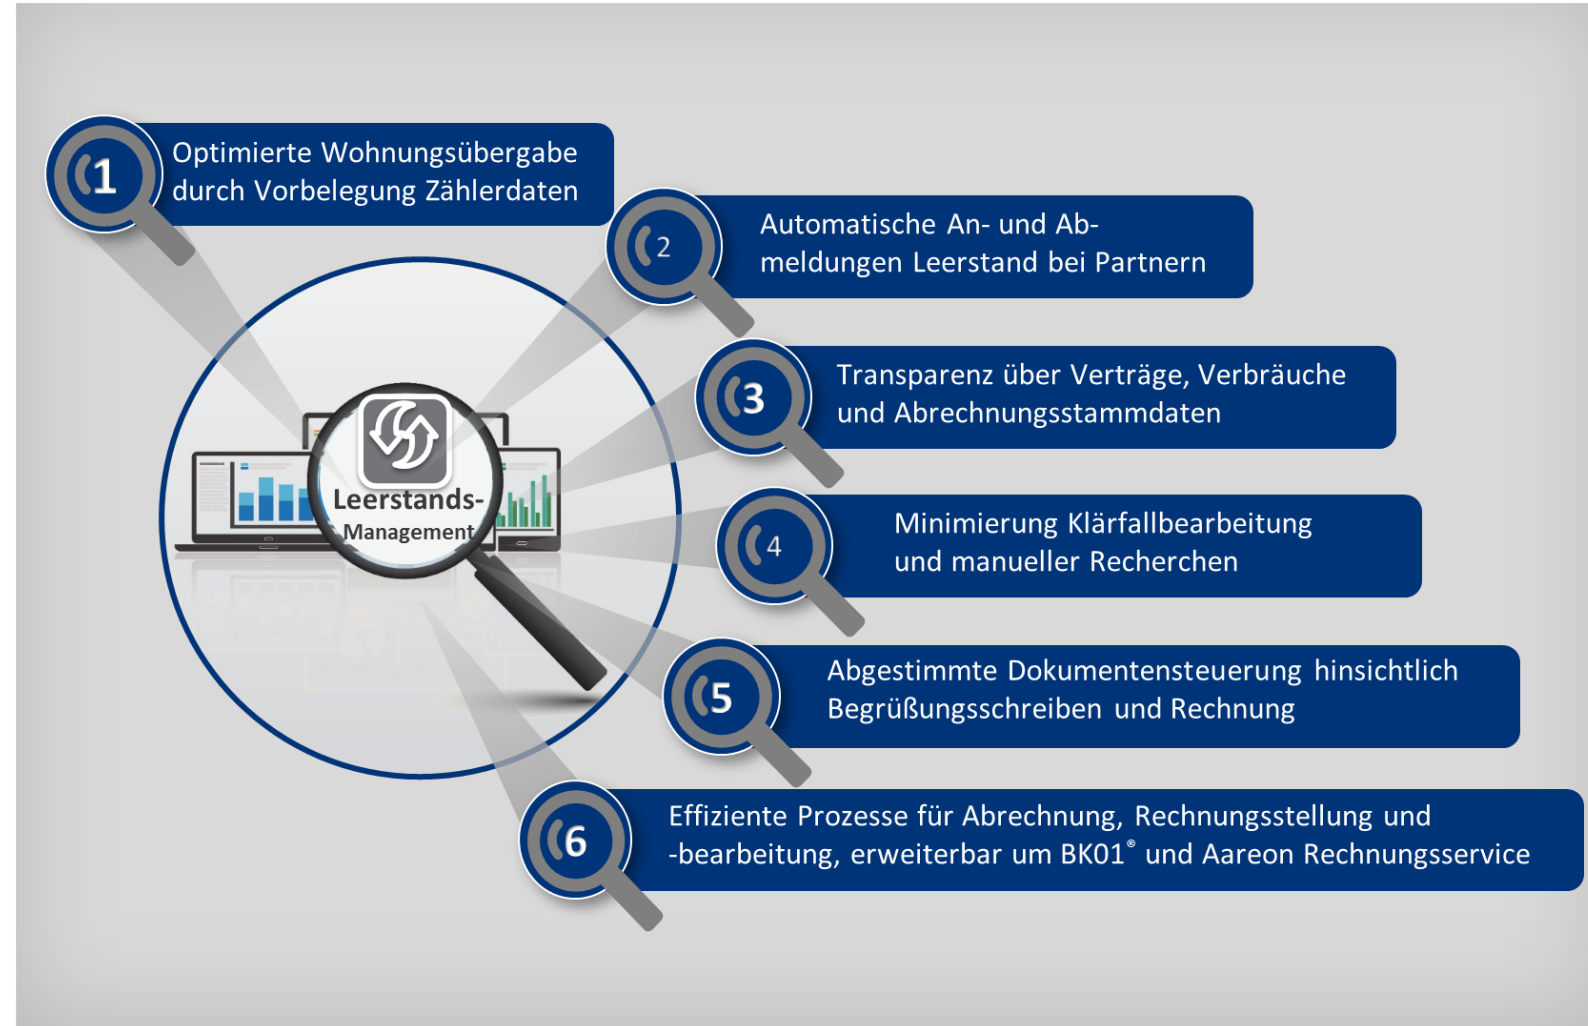 1
Optimierte Wohnungsübergabe
durch Vorbelegung Zählerdaten
2
Automatische An- und Ab-
meldungen Leerstand bei Partnern
3
Transparenz über Verträge, Verbräuche
und Abrechnungsstammdaten
Leerstands-
Management
4
Minimierung Klärfallbearbeitung
und manueller Recherchen
5
Abgestimmte Dokumentensteuerung hinsichtlich
Begrüßungsschreiben und Rechnung
6
Effiziente Prozesse für Abrechnung, Rechnungsstellung und
-bearbeitung, erweiterbar um BK01® und Aareon Rechnungsservice